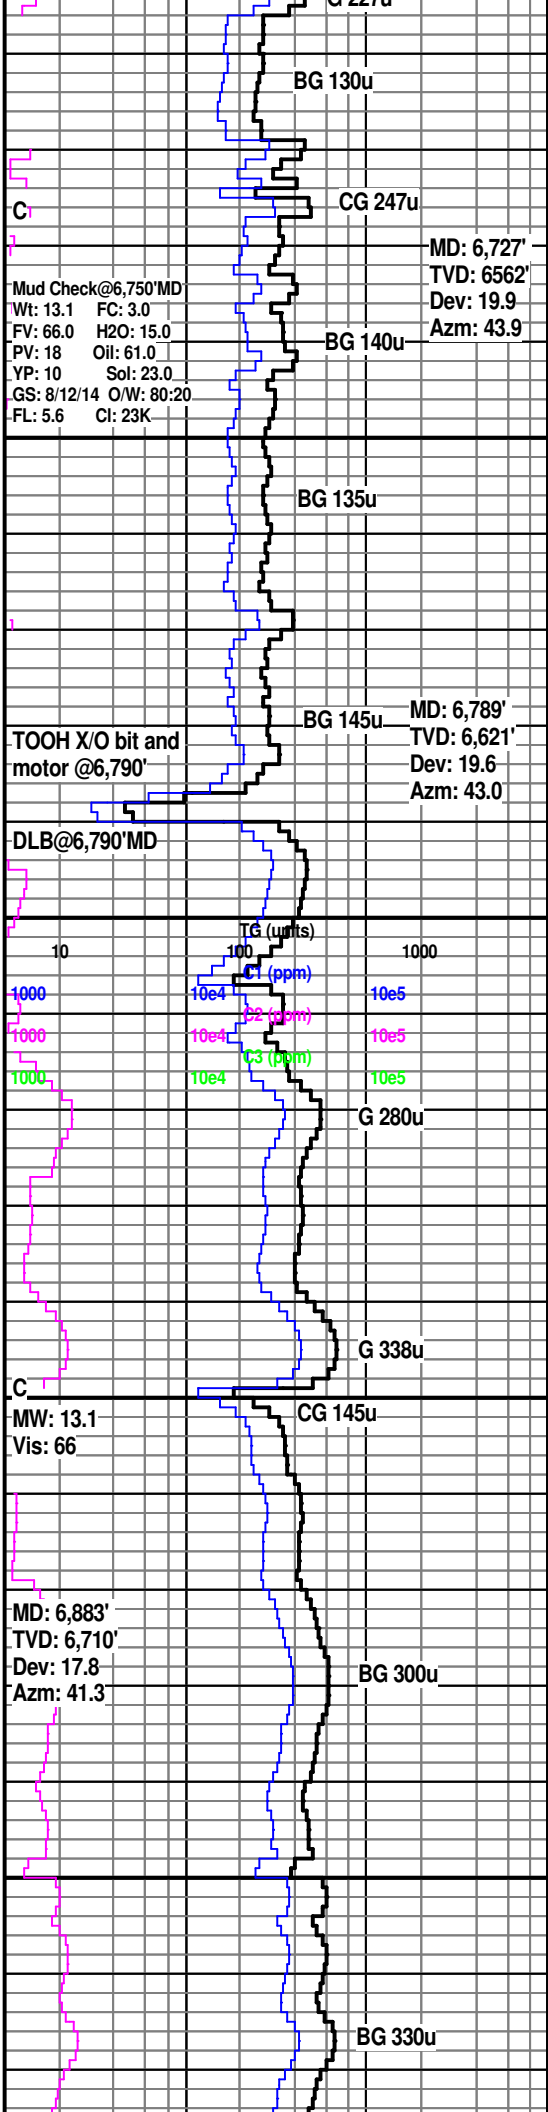 G 227u
BG 130u
CG 247u
C
MD: 6,727'
TVD: 6562'
Dev: 19.9
Azm: 43.9
Mud Check@6,750'MD
Wt: 13.1 FC: 3.0
FV: 66.0 H2O: 15.0
PV: 18 Oil: 61.0
YP: 10 Sol: 23.0
GS: 8/12/14 O/W: 80:20
FL: 5.6 Cl: 23K
BG 140u
BG 135u
BG 145u
MD: 6,789'
TVD: 6,621'
Dev: 19.6
Azm: 43.0
TOOH X/O bit and
motor @6,790'
DLB@6,790'MD
TG (units)
10 100 1000
C1 (ppm)
1000 10e4 10e5
C2 (ppm)
1000 10e4 10e5
C3 (ppm)
1000 10e4 10e5
G 280u
G 338u
C
CG 145u
MW: 13.1
Vis: 66
MD: 6,883'
TVD: 6,710'
Dev: 17.8
Azm: 41.3
BG 300u
BG 330u